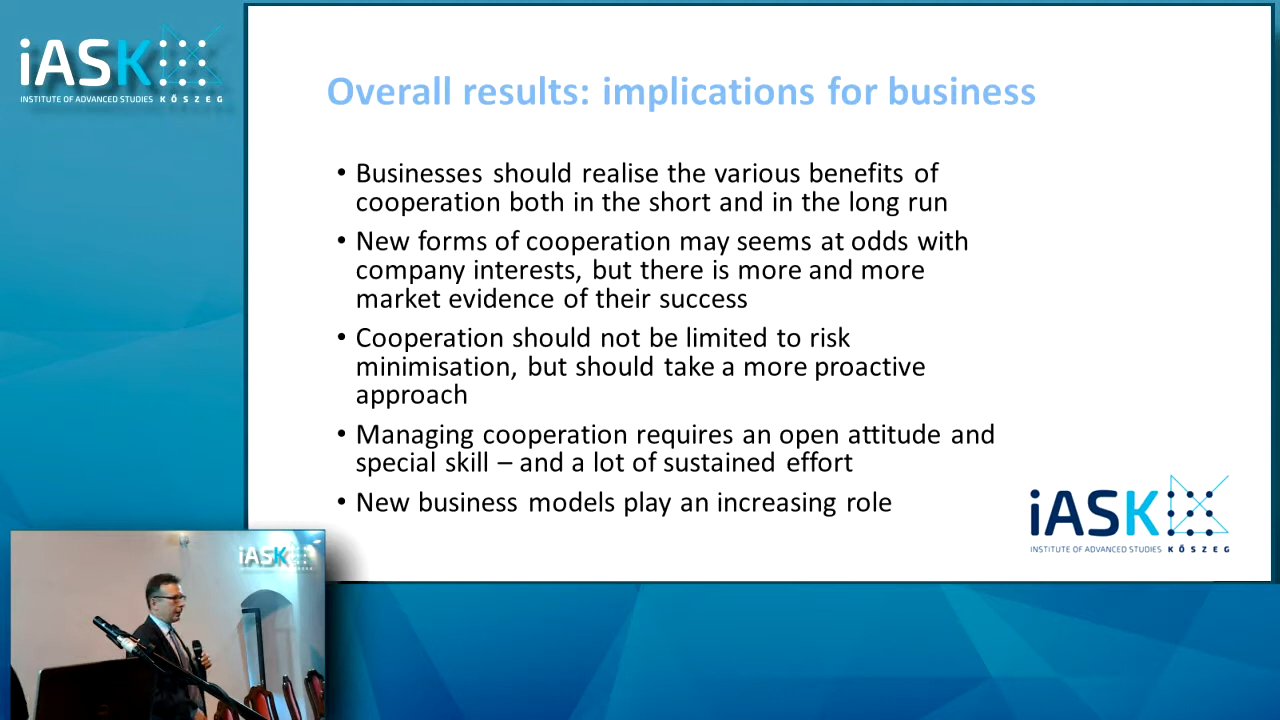 iASK
INSTITUTE OF ADVANCED STUDIES KŐSZEG
Overall results: implications for business
• Businesses should realise the various benefits of
cooperation both in the short and in the long run
• New forms of cooperation may seems at odds with
company interests, but there is more and more
market evidence of their success
• Cooperation should not be limited to risk
minimisation, but should take a more proactive
approach
• Managing cooperation requires an open attitude and
special skill – and a lot of sustained effort
• New business models play an increasing role
iASK
INSTITUTE OF ADVANCED STUDIES KŐSZEG
iASK